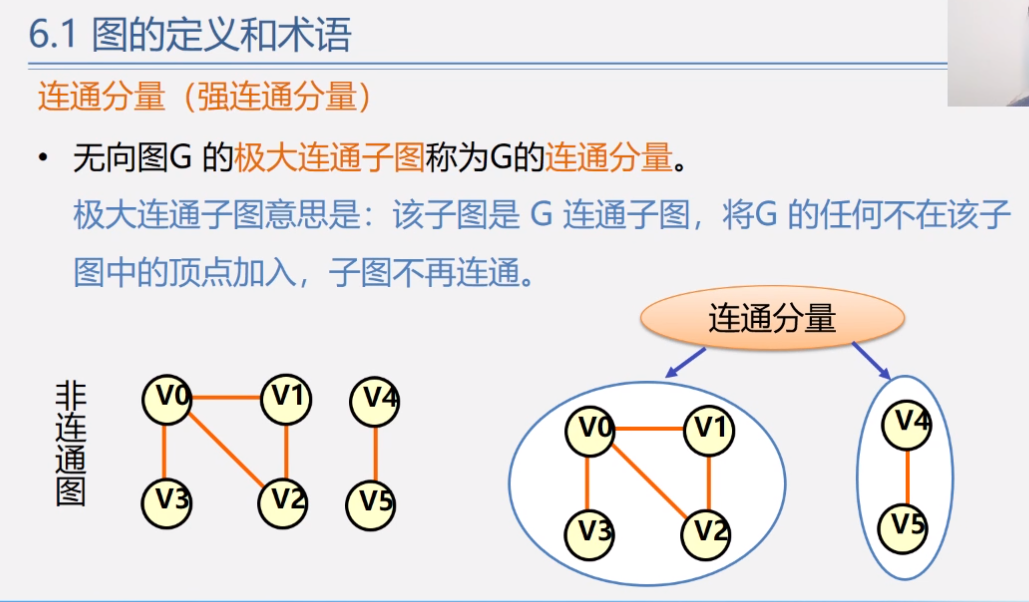 6.1 图的定义和术语
连通分量（强连通分量）
• 无向图G 的极大连通子图称为G的连通分量。
极大连通子图意思是：该子图是 G 连通子图，将G 的任何不在该子
图中的顶点加入，子图不再连通。
连通分量
非连通图
V0 V1 V4
V3 V2 V5
V0 V1 V4
V3 V2 V5